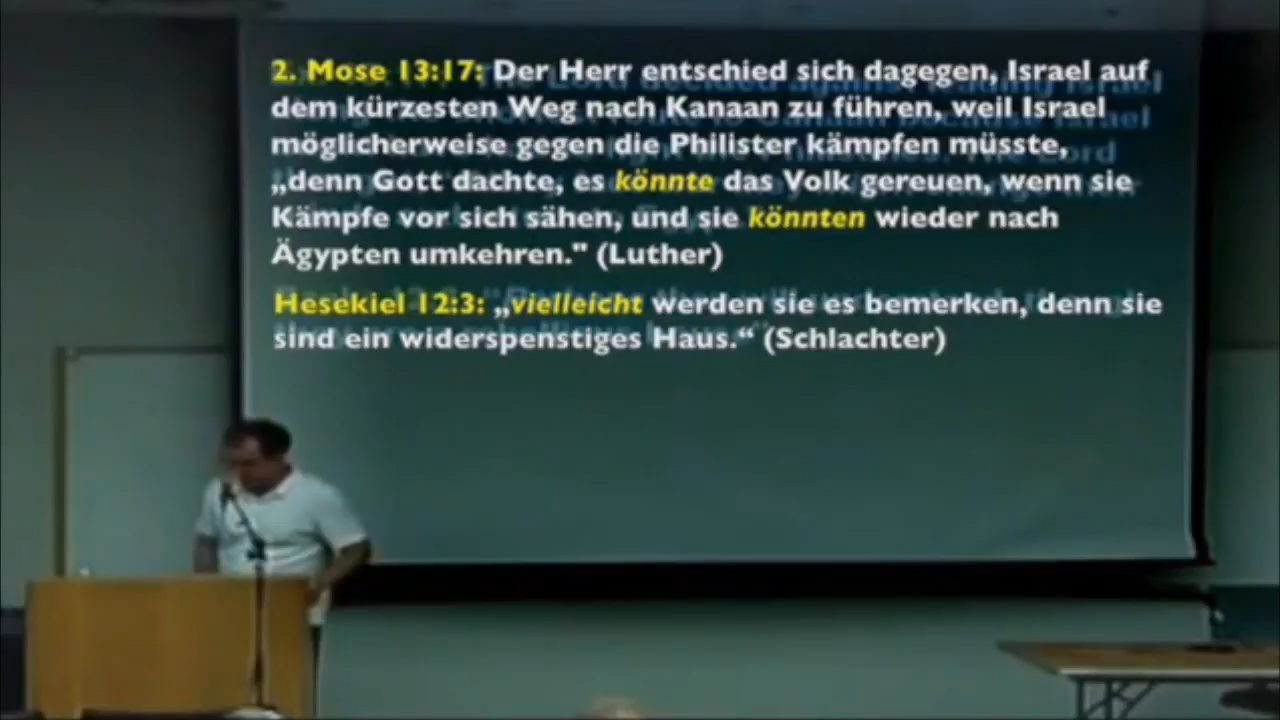 2. Mose 13:17: Der Herr entschied sich dagegen, Israel auf
dem kürzesten Weg nach Kanaan zu führen, weil Israel
möglicherweise gegen die Philister kämpfen müsste,
„denn Gott dachte, es könnte das Volk gereuen, wenn sie
Kämpfe vor sich sähen, und sie könnten wieder nach
Ägypten umkehren." (Luther)
Hesekiel 12:3: „vielleicht werden sie es bemerken, denn sie
sind ein widerspenstiges Haus.“ (Schlachter)